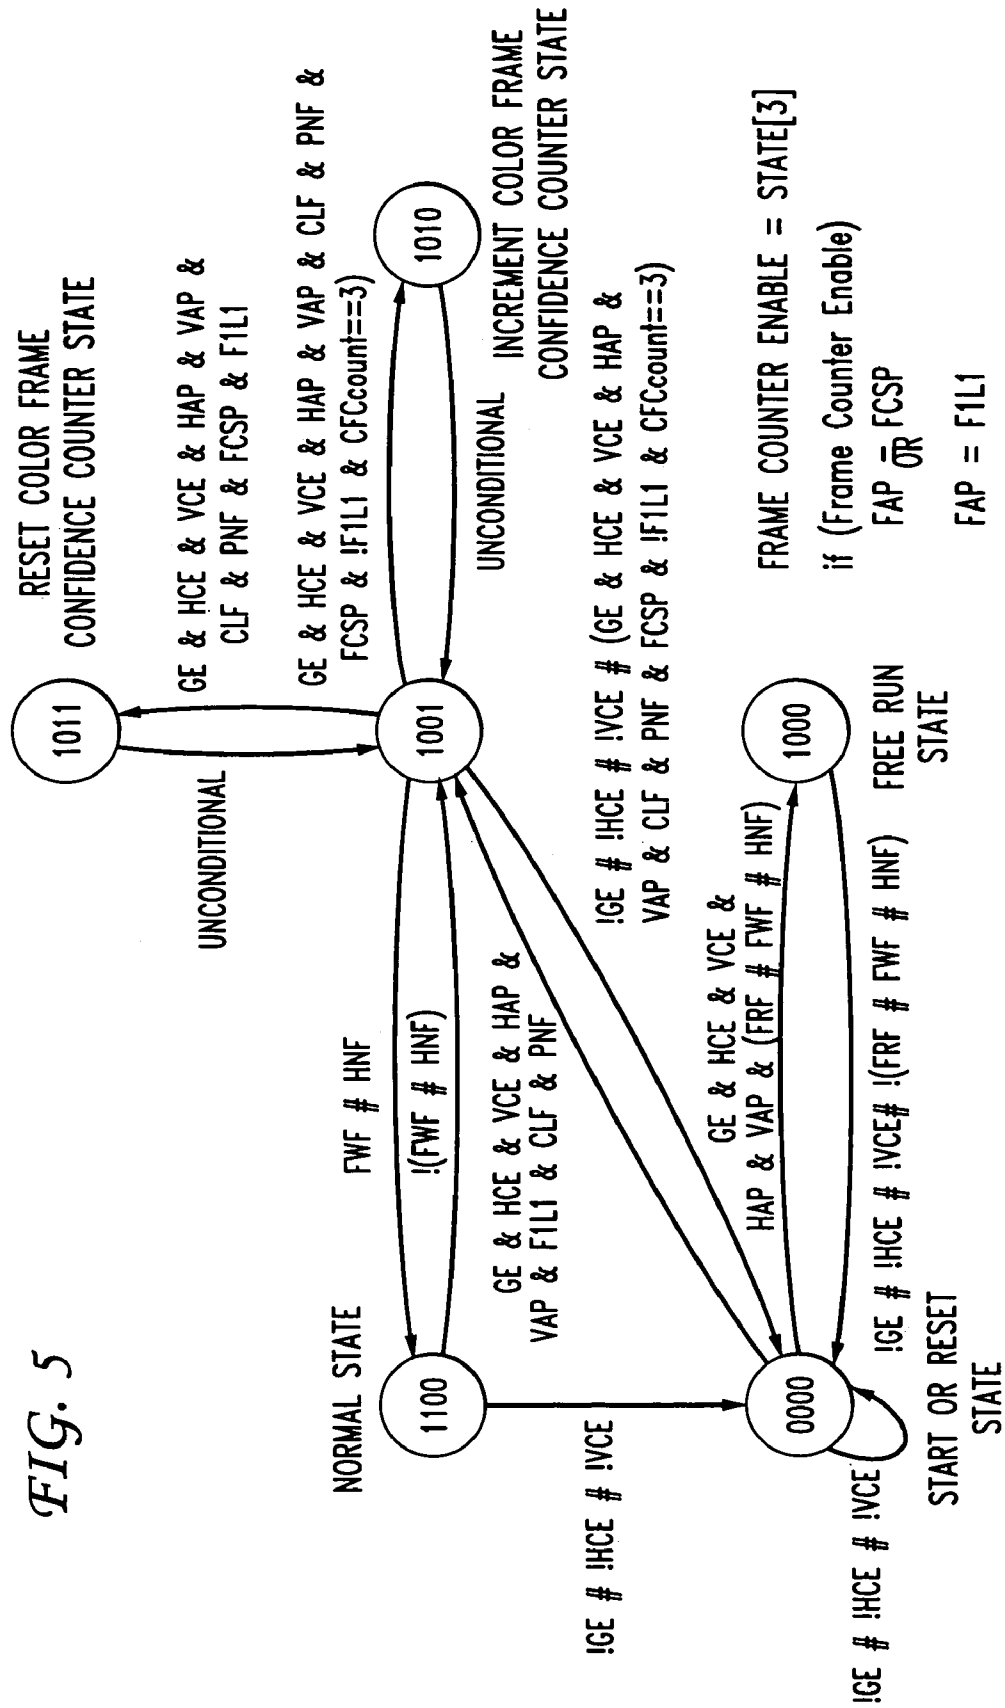 FIG. 5
RESET COLOR FRAME
CONFIDENCE COUNTER STATE
1011
UNCONDITIONAL
GE & HCE & VCE & HAP & VAP &
CLF & PNF & FCSP & F1L1
GE & HCE & VCE & HAP & VAP & CLF & PNF &
FCSP & !F1L1 & CFCcount==3)
NORMAL STATE
1100
FWF # HNF
!(FWF # HNF)
1001
1010
UNCONDITIONAL
INCREMENT COLOR FRAME
CONFIDENCE COUNTER STATE
GE & HCE & VCE & HAP &
VAP & F1L1 & CLF & PNF
!GE # !HCE # !VCE # (GE & HCE & VCE & HAP &
VAP & CLF & PNF & FCSP & !F1L1 & CFCcount==3)
!GE # !HCE # !VCE
GE & HCE & VCE &
HAP & VAP & (FRF # FWF # HNF)
0000
1000
!GE # !HCE # !VCE# !(FRF # FWF # HNF)
!GE # !HCE # !VCE
START OR RESET
STATE
FREE RUN
STATE
FRAME COUNTER ENABLE = STATE[3]
if (Frame Counter Enable)
FAP = FCSP
OR
FAP = F1L1